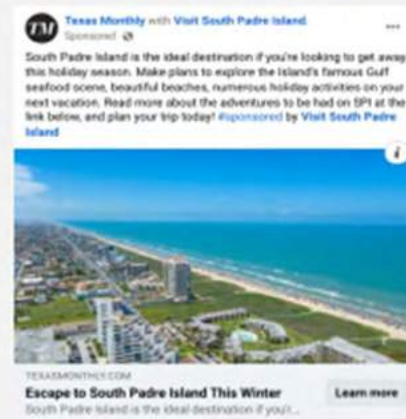 TM
Texas Monthly with Visit South Padre Island.
Sponsored
South Padre Island is the ideal destination if you're looking to get away
this holiday season. Make plans to explore the Island's famous Gulf
seafood scene, beautiful beaches, numerous holiday activities on your
next vacation. Read more about the adventures to be had on SPI at the
link below, and plan your trip today! #sponsored by Visit South Padre
Island
i
TEXASMONTHLY.COM
Escape to South Padre Island This Winter
Learn more
South Padre Island is the ideal destination if you'r...